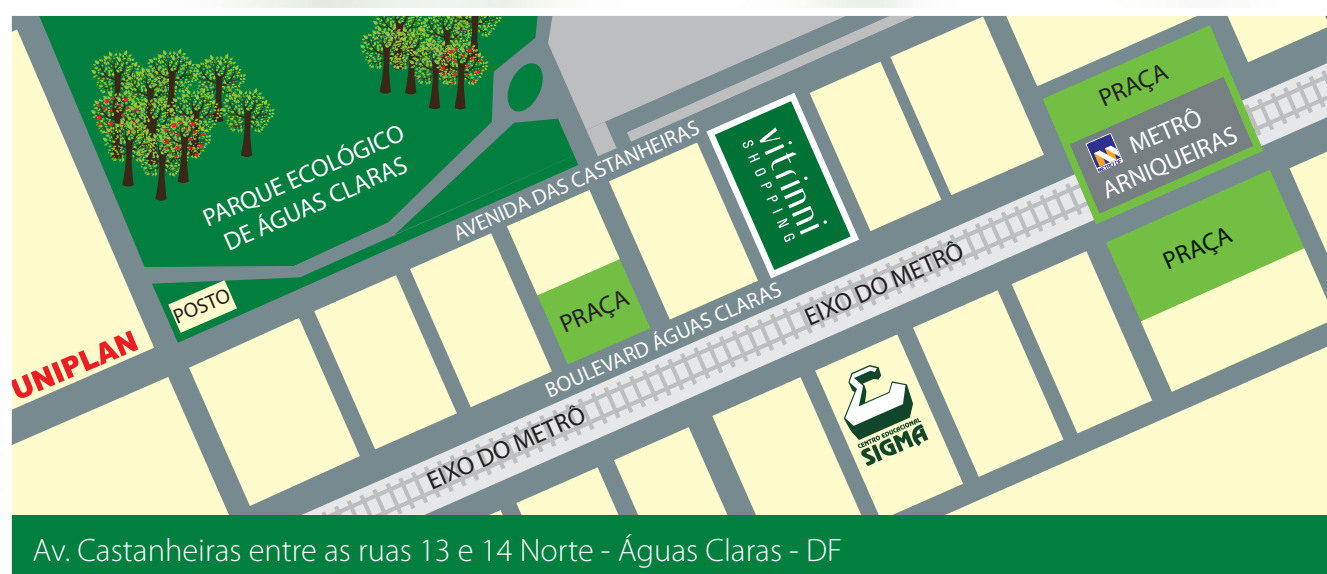 PRAÇA
METRÔ
ARNIQUEIRAS
PARQUE ECOLÓGICO
DE ÁGUAS CLARAS
AVENIDA DAS CASTANHEIRAS
vitrinni
SHOPPING
PRAÇA
POSTO
PRAÇA
EIXO DO METRÔ
BOULEVARD ÁGUAS CLARAS
UNIPLAN
EIXO DO METRÔ
CENTRO EDUCACIONAL
SIGMA
Av. Castanheiras entre as ruas 13 e 14 Norte - Águas Claras - DF